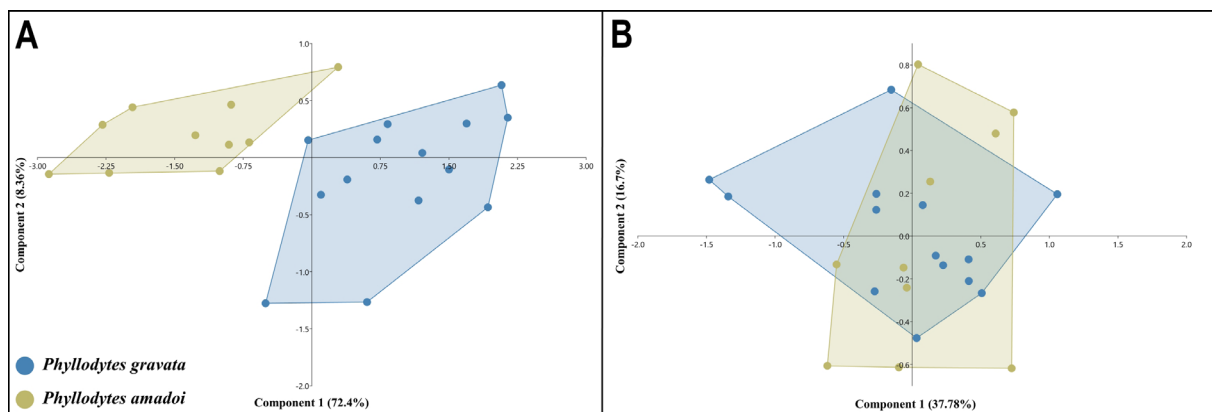 A
1.0
0.5
-3.00 -2.25 -1.50 -0.75 0.75 1.50 2.25 3.00
-0.5
-1.0
-1.5
-2.0
Component 2 (8.36%)
Component 1 (72.4%)
Phyllodytes gravata
Phyllodytes amadoi
B
0.8
0.6
0.4
0.2
0.0
-2.0 -1.5 -1.0 -0.5 0.0 0.5 1.0 1.5 2.0
-0.2
-0.4
-0.6
Component 2 (16.7%)
Component 1 (37.78%)